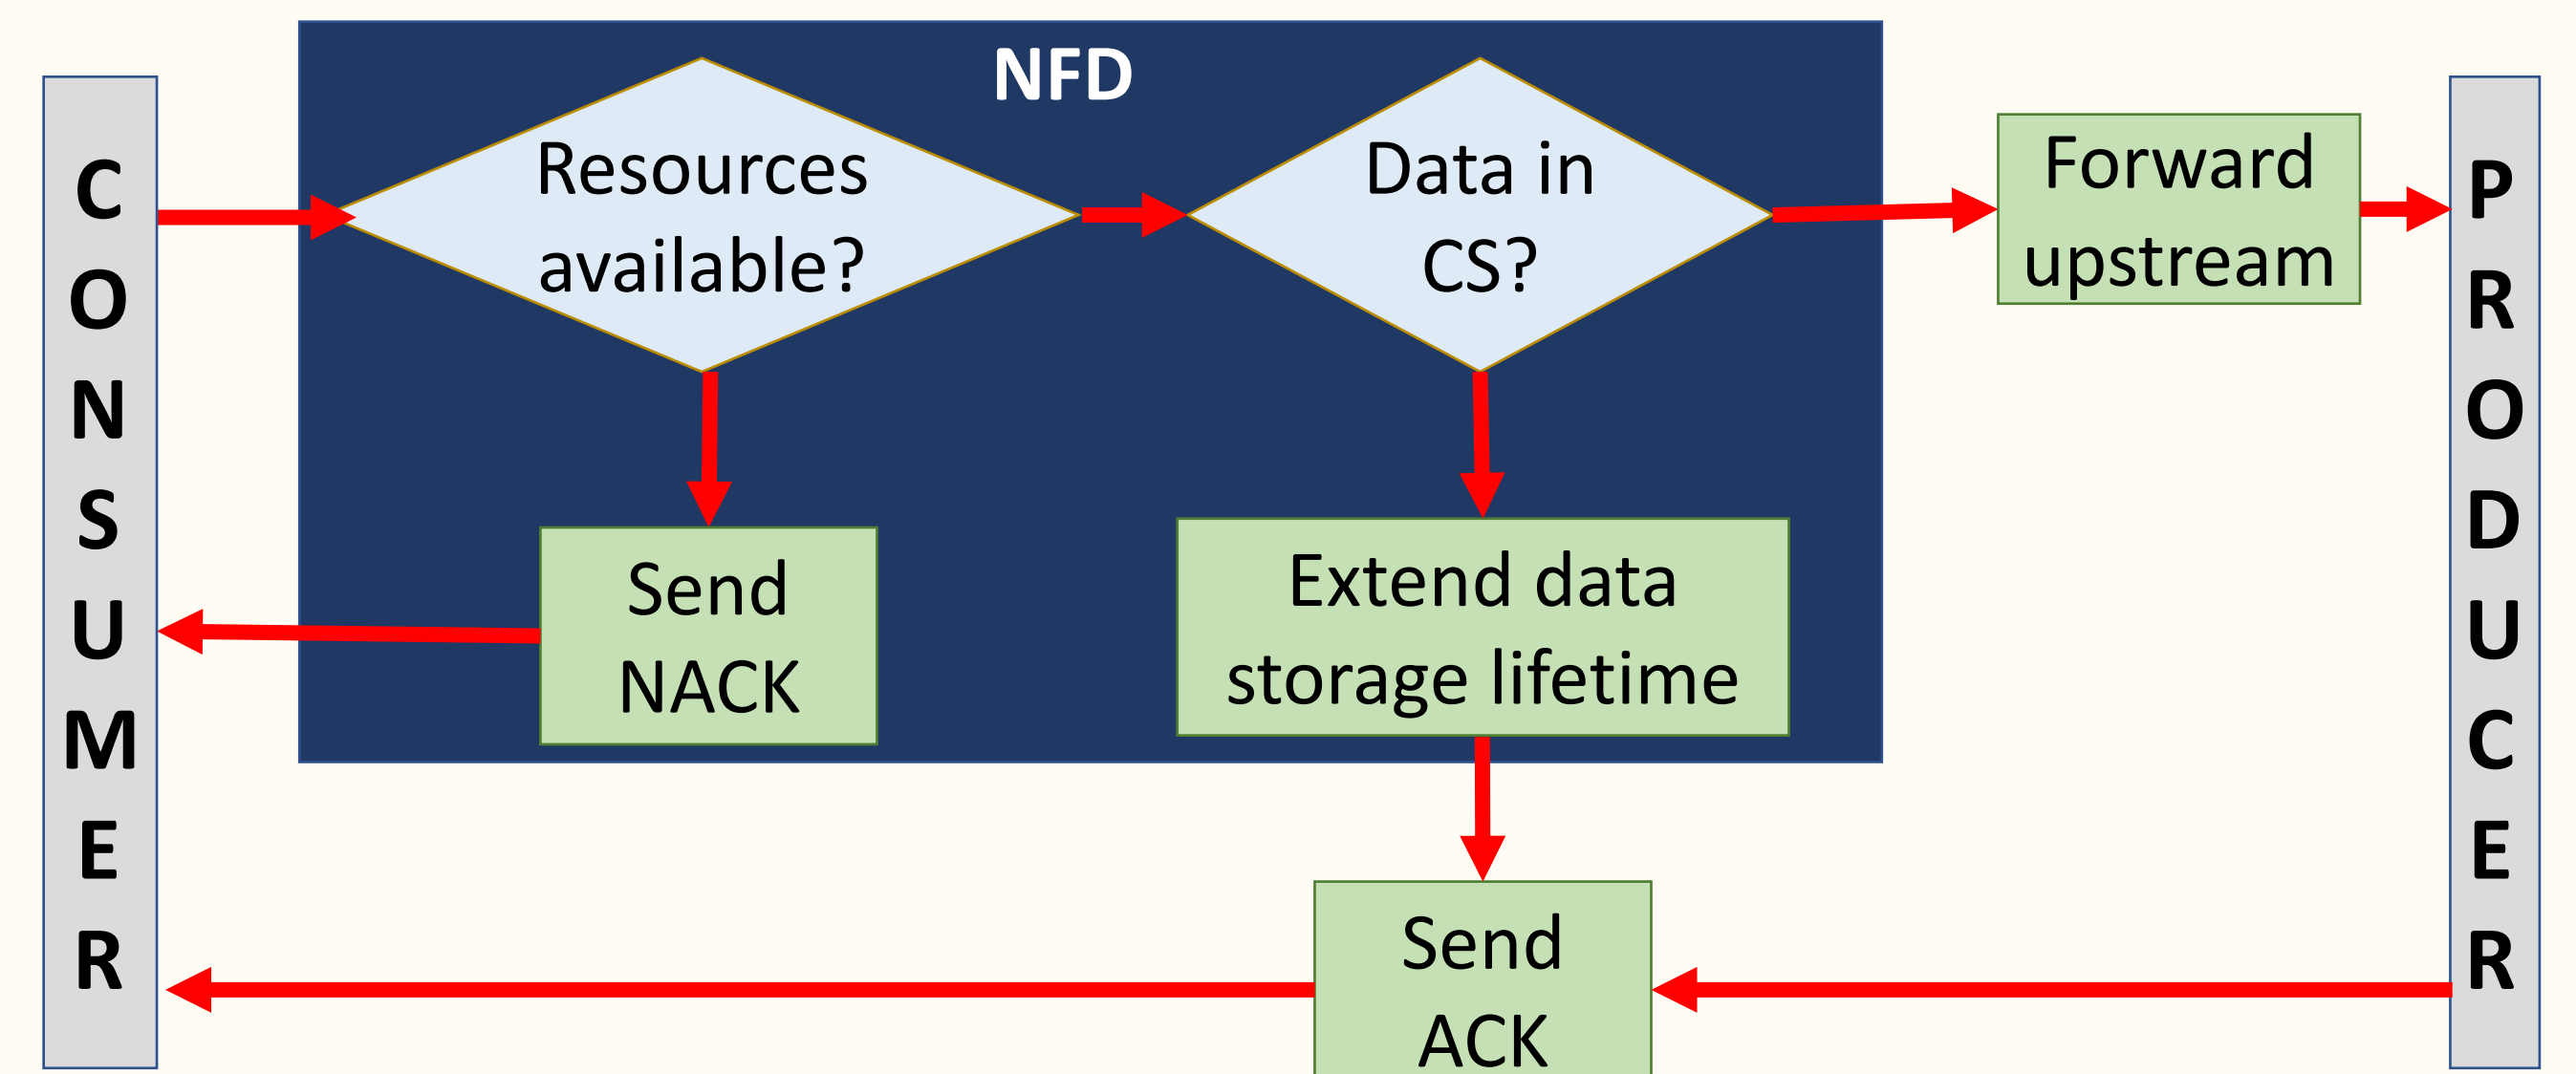 NFD
CONSUMER
Resources
available?
Data in
CS?
Forward
upstream
PRODUCER
Send
NACK
Extend data
storage lifetime
Send
ACK